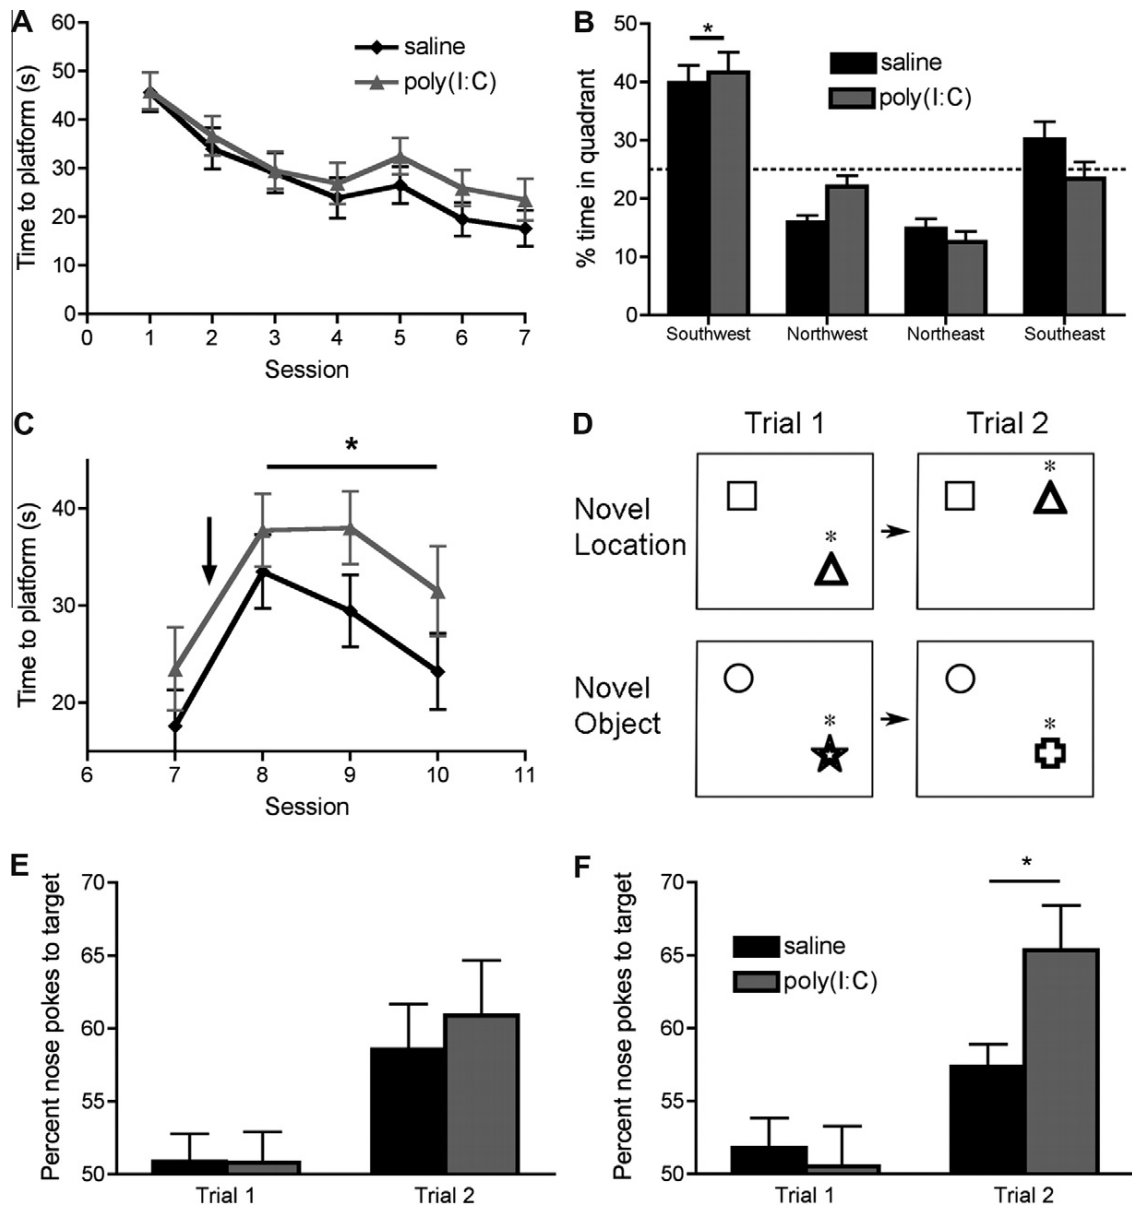 A
Time to platform (s)
60
50
40
30
20
10
0
saline
poly(I:C)
0 1 2 3 4 5 6 7
Session
B
% time in quadrant
50
40
30
20
10
0
*
saline
poly(I:C)
Southwest Northwest Northeast Southeast
C
Time to platform (s)
40
30
20
*
6 7 8 9 10 11
Session
D
Trial 1 Trial 2
Novel
Location
* *
Novel
Object
* *
E
Percent nose pokes to target
70
65
60
55
50
Trial 1 Trial 2
F
Percent nose pokes to target
70
65
60
55
50
*
saline
poly(I:C)
Trial 1 Trial 2